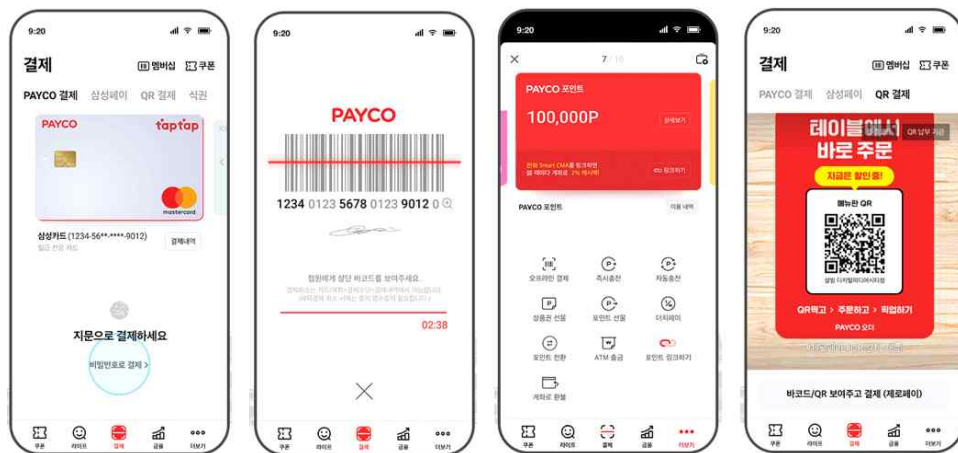 9:20
결제
멤버십 쿠폰
PAYCO 결제 삼성페이 QR 결제 식권
PAYCO
taptap
mastercard
삼성카드 (1234-56**-****-9012)
결제내역
지문으로 결제하세요
비밀번호로 결제 >
쿠폰 라이프 결제 금융 더보기
9:20
PAYCO
1234 0123 5678 0123 9012 0
점원에게 상단 바코드를 보여주세요.
02:38
쿠폰 라이프 결제 금융 더보기
9:20
7 / 10
PAYCO 포인트
100,000P
상세보기
링크하기
PAYCO 포인트
이용 내역
오프라인 결제 즉시충전 자동충전
상품권 선물 포인트 선물 더치페이
포인트 전환 ATM 출금 포인트 링크하기
계좌로 환불
쿠폰 라이프 결제 금융 더보기
9:20
결제
멤버십 쿠폰
PAYCO 결제 삼성페이 QR 결제
테이블에서
바로 주문
지금은 할인 중!
메뉴판 QR
QR찍고 > 주문하고 > 픽업하기
PAYCO 오더
바코드/QR 보여주고 결제 (제로페이)
쿠폰 라이프 결제 금융 더보기